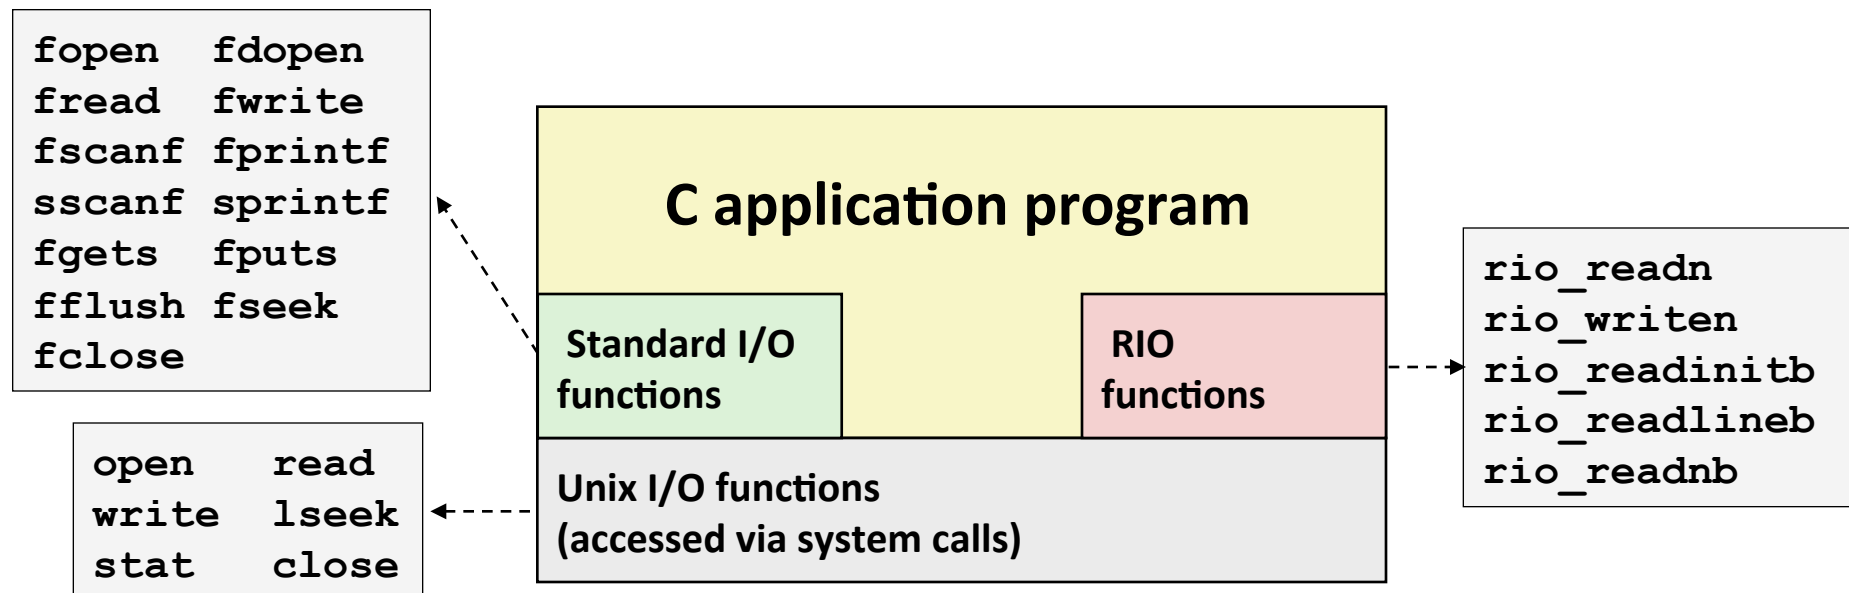 fopen fdopen
fread fwrite
fscanf fprintf
sscanf sprintf
fgets fputs
fflush fseek
fclose
C application program
Standard I/O
functions
RIO
functions
rio_readn
rio_writen
rio_readinitb
rio_readlineb
rio_readnb
open read
write lseek
stat close
Unix I/O functions
(accessed via system calls)